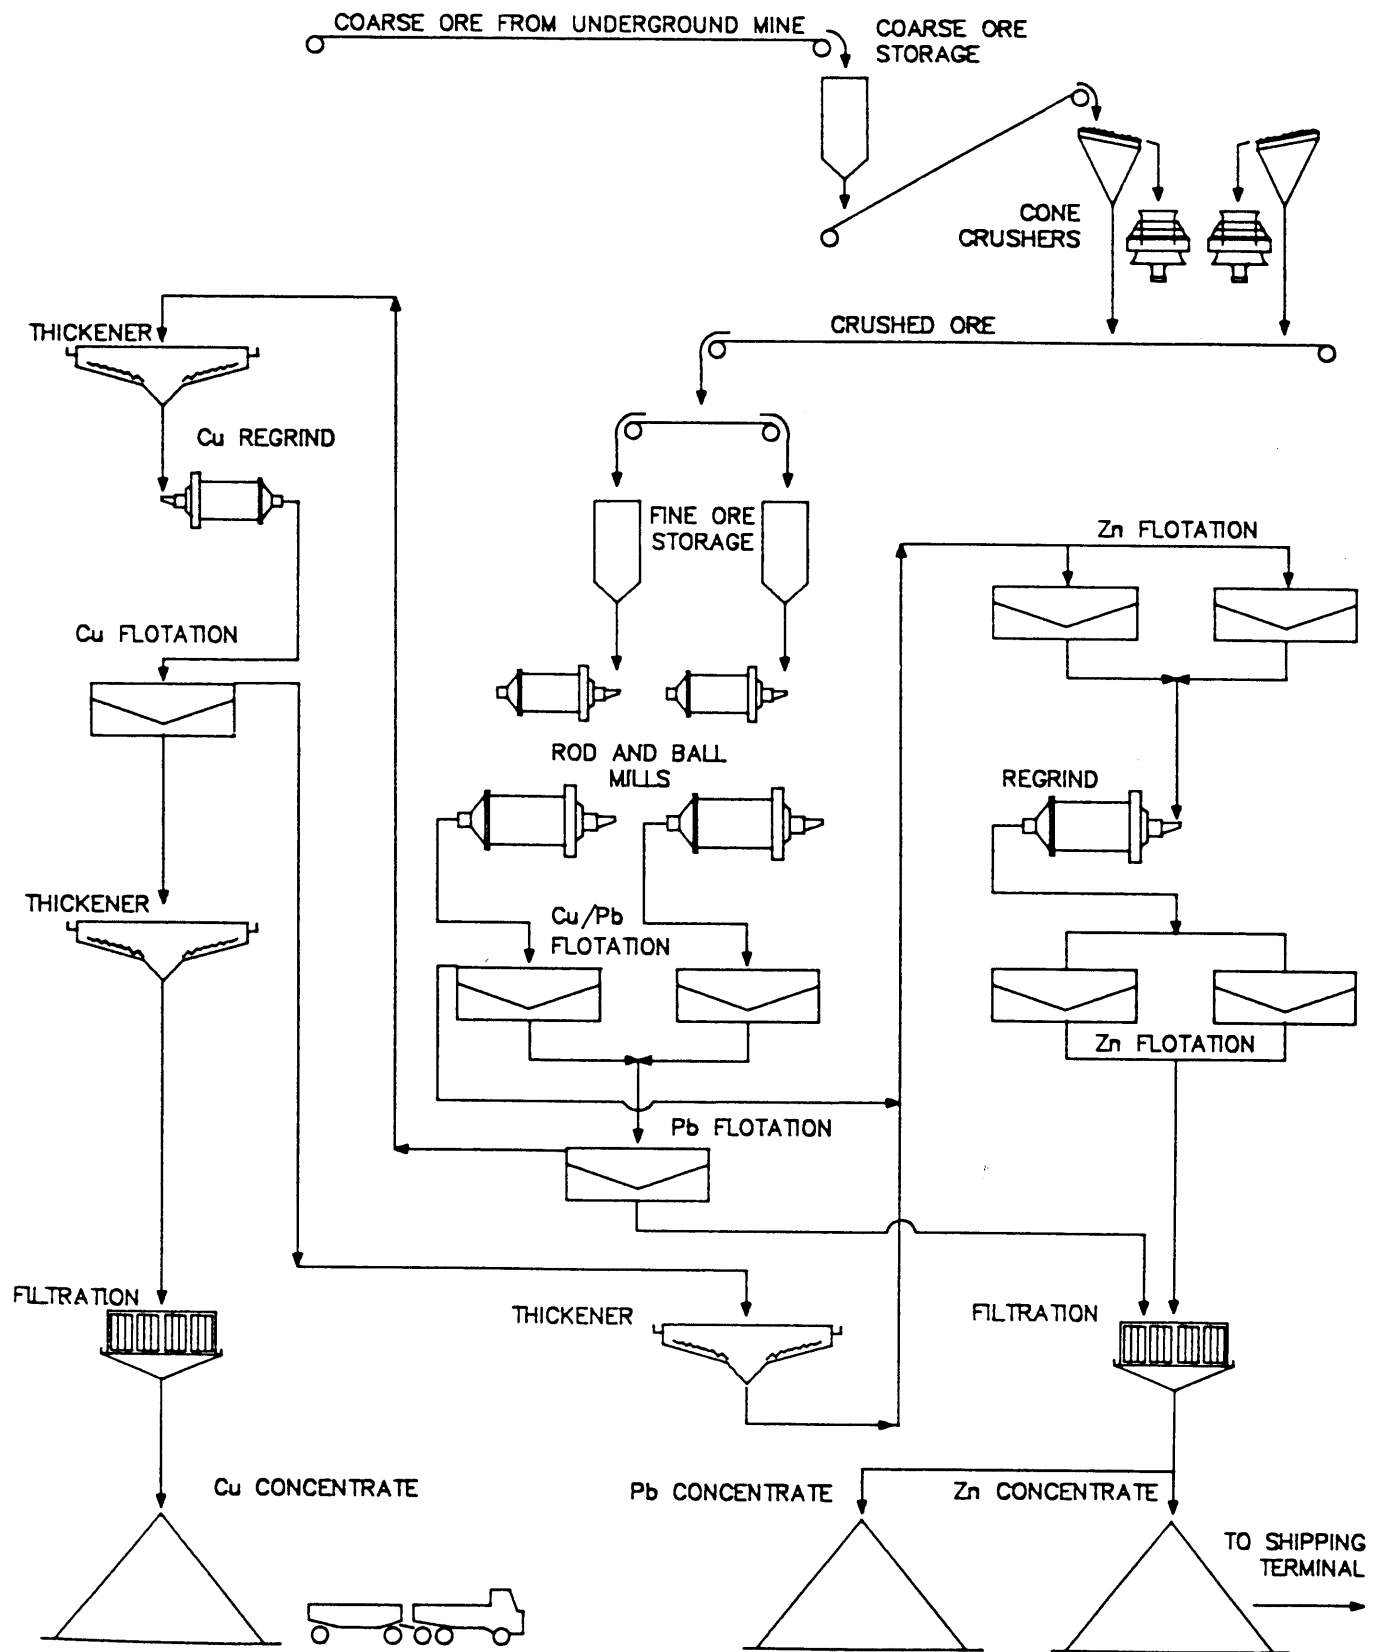 COARSE ORE FROM UNDERGROUND MINE
COARSE ORE
STORAGE
CONE
CRUSHERS
CRUSHED ORE
THICKENER
Cu REGRIND
FINE ORE
STORAGE
Zn FLOTATION
Cu FLOTATION
ROD AND BALL
MILLS
REGRIND
THICKENER
Cu/Pb
FLOTATION
Zn FLOTATION
Pb FLOTATION
FILTRATION
THICKENER
FILTRATION
Cu CONCENTRATE
Pb CONCENTRATE
Zn CONCENTRATE
TO SHIPPING
TERMINAL